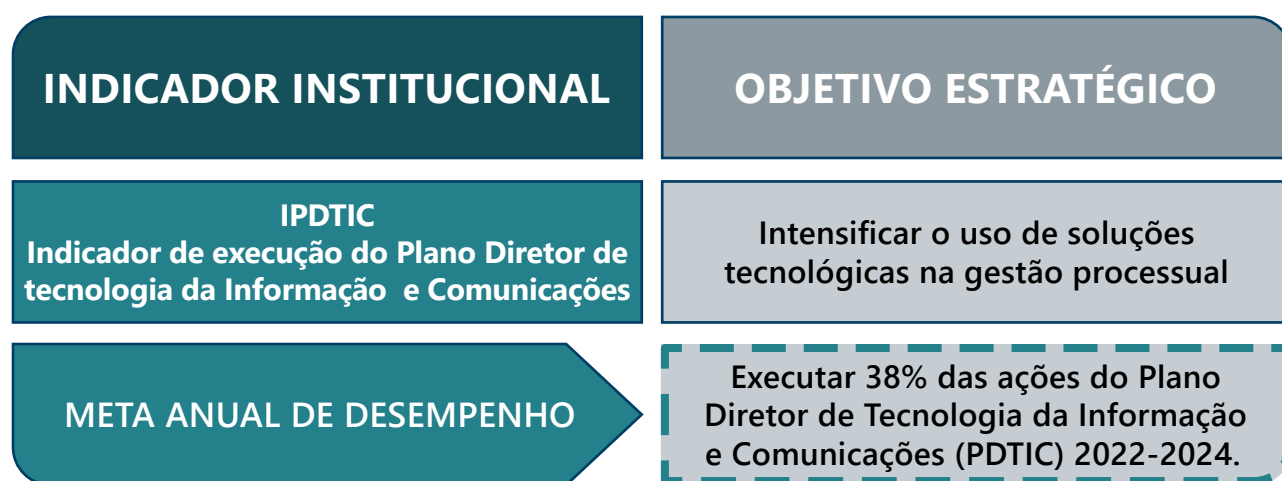 INDICADOR INSTITUCIONAL
OBJETIVO ESTRATÉGICO
IPDTIC
Indicador de execução do Plano Diretor de
tecnologia da Informação e Comunicações
Intensificar o uso de soluções
tecnológicas na gestão processual
META ANUAL DE DESEMPENHO
Executar 38% das ações do Plano
Diretor de Tecnologia da Informação
e Comunicações (PDTIC) 2022-2024.